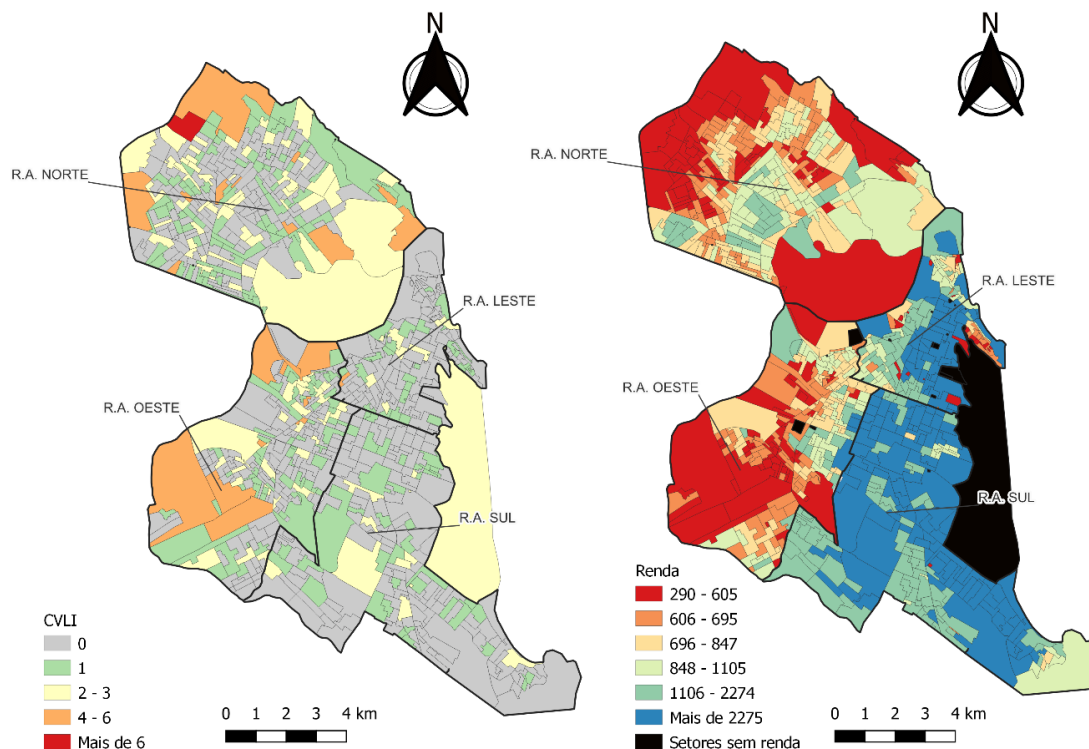 N
R.A. NORTE
R.A. LESTE
R.A. OESTE
R.A. SUL
CVLI
0
1
2 - 3
4 - 6
Mais de 6
0 1 2 3 4 km
N
R.A. NORTE
R.A. LESTE
R.A. OESTE
R.A. SUL
Renda
290 - 605
606 - 695
696 - 847
848 - 1105
1106 - 2274
Mais de 2275
Setores sem renda
0 1 2 3 4 km